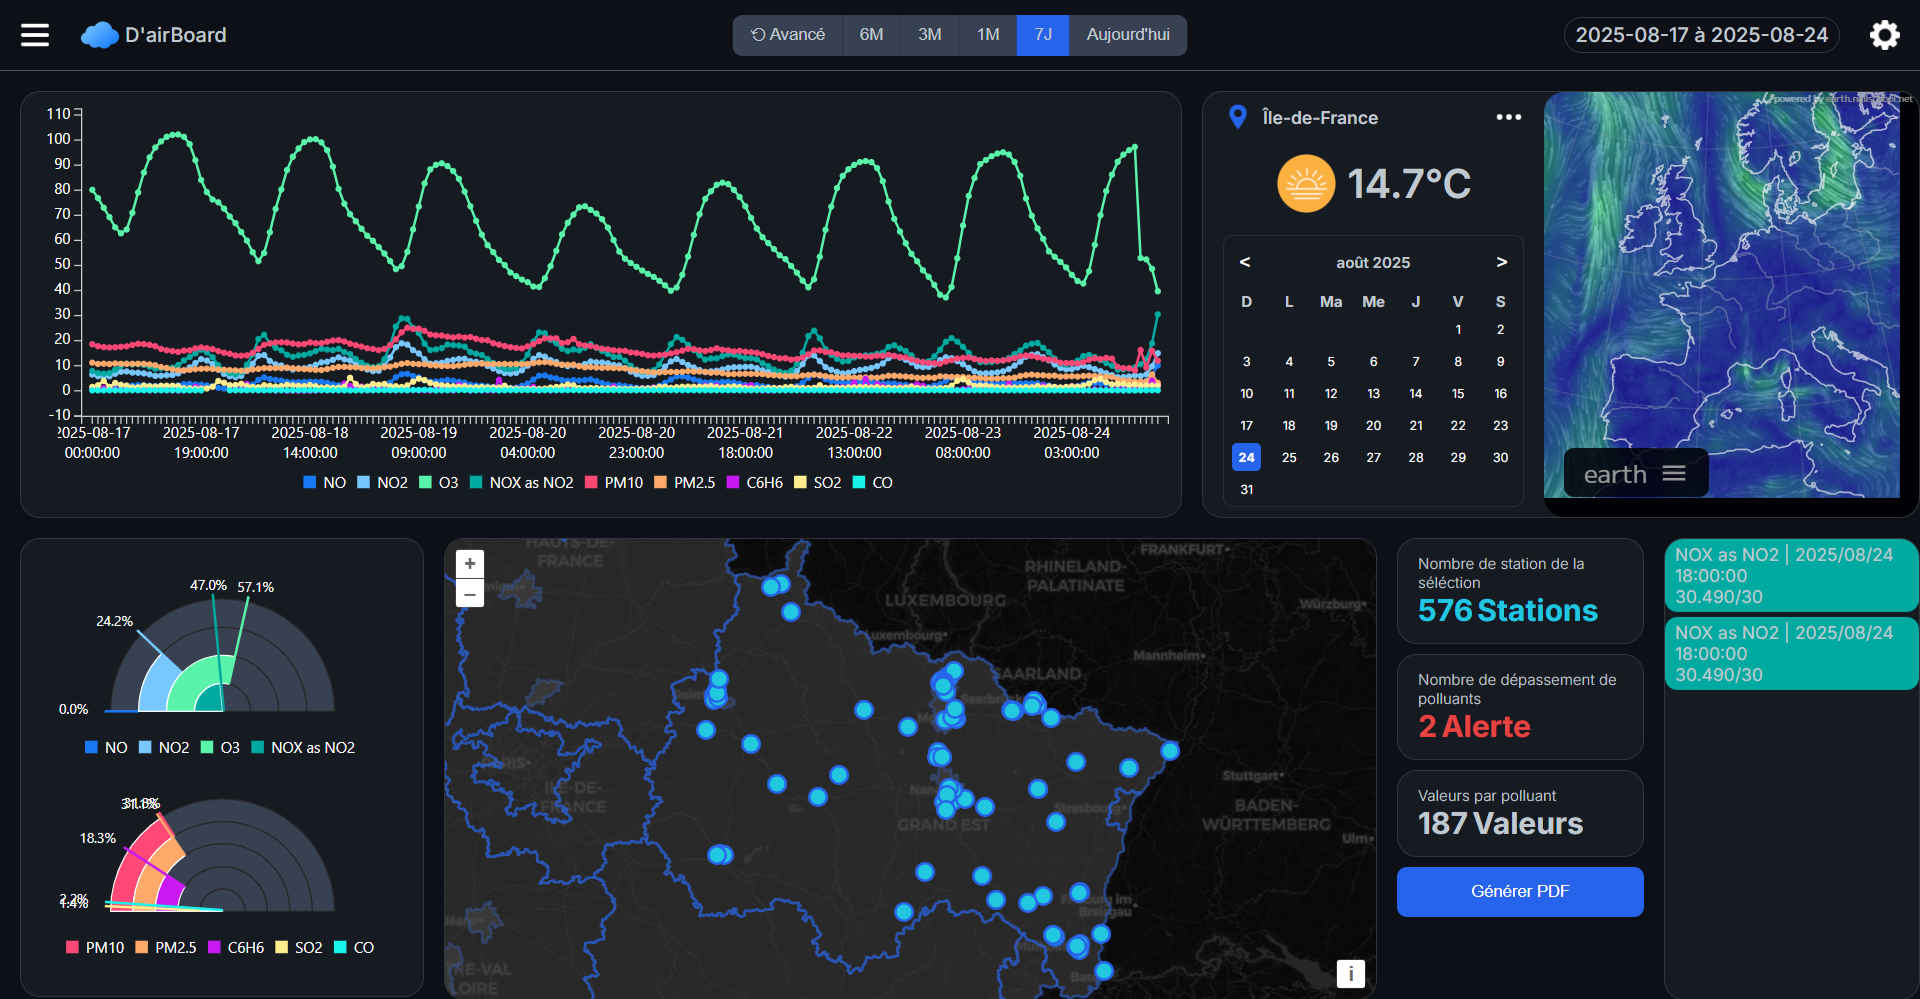 D'airBoard
Avancé
6M
3M
1M
7J
Aujourd'hui
2025-08-17 à 2025-08-24
110
100
90
80
70
60
50
40
30
20
10
0
-10
2025-08-17 00:00:00
2025-08-17 19:00:00
2025-08-18 14:00:00
2025-08-19 09:00:00
2025-08-20 04:00:00
2025-08-20 23:00:00
2025-08-21 18:00:00
2025-08-22 13:00:00
2025-08-23 08:00:00
2025-08-24 03:00:00
NO NO2 O3 NOX as NO2 PM10 PM2.5 C6H6 SO2 CO
Île-de-France
14.7°C
< août 2025 >
D L Ma Me J V S
1 2
3 4 5 6 7 8 9
10 11 12 13 14 15 16
17 18 19 20 21 22 23
24 25 26 27 28 29 30
31
powered by earth.nullschool.net
earth
47.0% 57.1%
24.2%
0.0%
NO NO2 O3 NOX as NO2
18.3%
2.2%
1.4%
PM10 PM2.5 C6H6 SO2 CO
+
−
HAUTS-DE-
FRANCE
FRANKFURT
RHINELAND-
PALATINATE
LUXEMBOURG
Würzburg
Luxembourg
Mannheim
SAARLAND
Saarbrück
Reim
PARIS
ILE-DE-
FRANCE
Nan
GRAND EST
Strasbourg
Stuttgart
BADEN-
WÜRTTEMBERG
Ulm
Breisgau
LOIRE
i
Nombre de station de la
séléction
576 Stations
Nombre de dépassement de
polluants
2 Alerte
Valeurs par polluant
187 Valeurs
Générer PDF
NOX as NO2 | 2025/08/24
18:00:00
30.490/30
NOX as NO2 | 2025/08/24
18:00:00
30.490/30